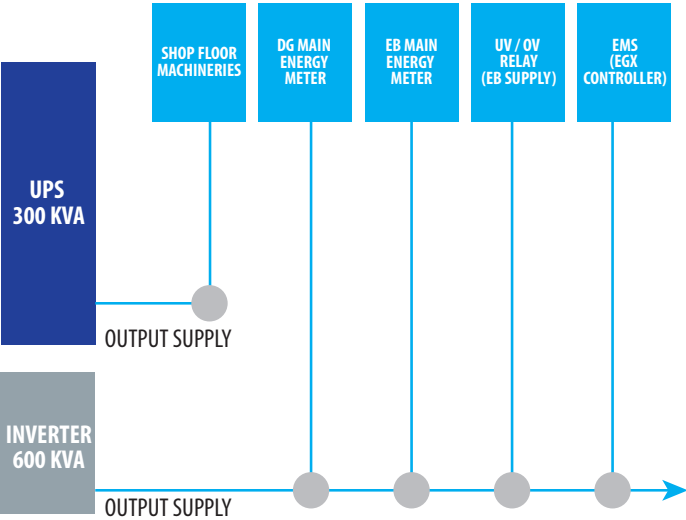 SHOP FLOOR
MACHINERIES
DG MAIN
ENERGY
METER
EB MAIN
ENERGY
METER
UV / OV
RELAY
(EB SUPPLY)
EMS
(EGX
CONTROLLER)
UPS
300 KVA
OUTPUT SUPPLY
INVERTER
600 KVA
OUTPUT SUPPLY